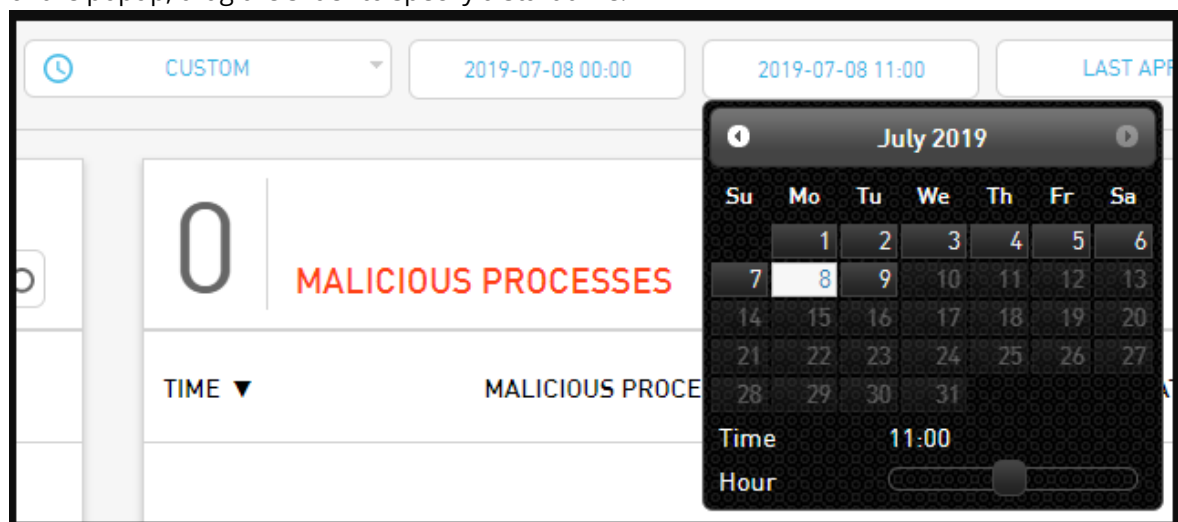 CUSTOM 2019-07-08 00:00 2019-07-08 11:00 LAST
July 2019
Su Mo Tu We Th Fr Sa
1 2 3 4 5 6
0
MALICIOUS PROCESSES
7 8 9 10 11 12 13
14 15 16 17 18 19 20
21 22 23 24 25 26 27
TIME ▼ MALICIOUS
28 29 30 31
Time 11:00
Hour